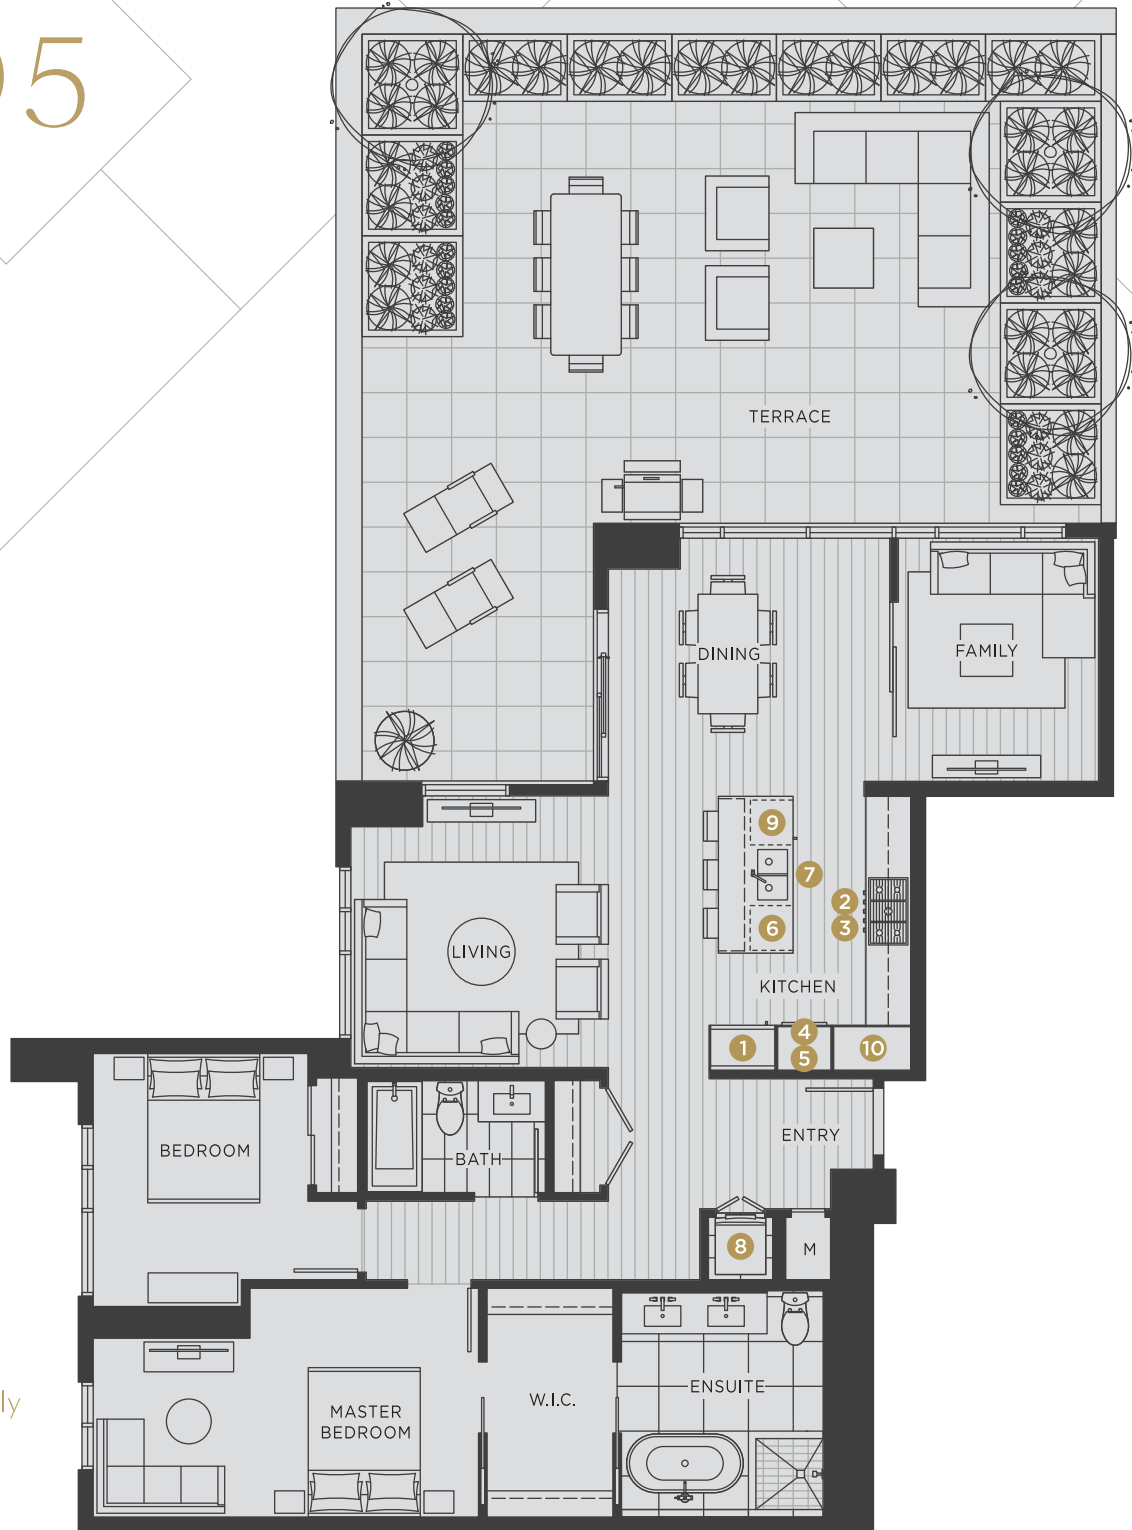 05
TERRACE
DINING
FAMILY
9
7
2
6
3
LIVING
KITCHEN
4
1
5
10
ENTRY
BEDROOM
BATH
8
M
ENSUITE
W.I.C.
MASTER
BEDROOM
ly